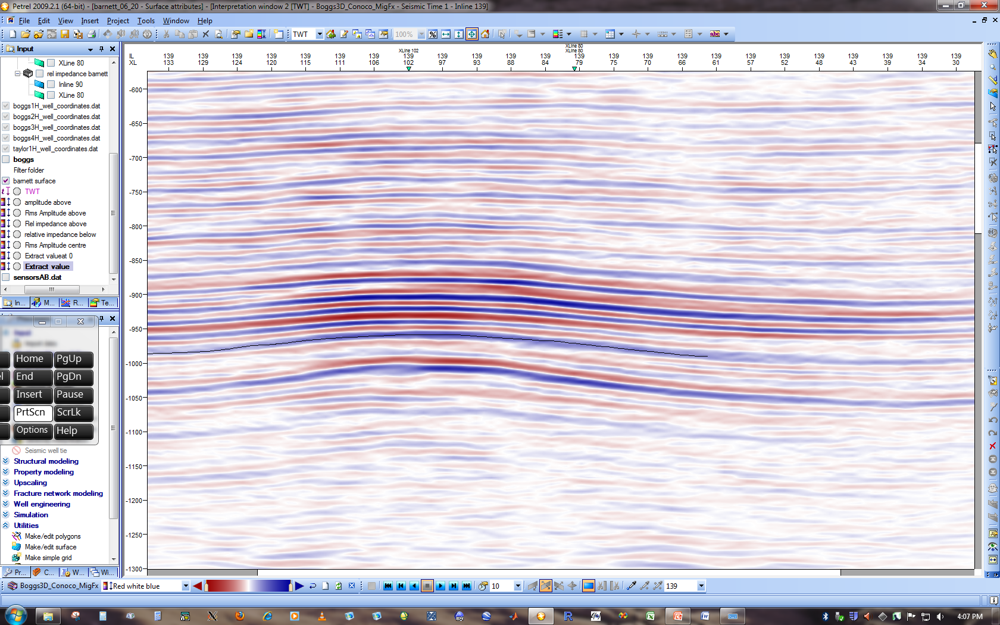 Petrel 2009.2.1 (64-bit) - [barnett_06_20 - Surface attributes] - [Interpretation window 2 [TWT] - Boggs3D_Conoco_MigFx - Seismic Time 1 - Inline 139]
File Edit View Insert Project Tools Window Help
TWT 100% abc
Input
XLine 80
rel impedance barnett
Inline 90
XLine 80
boggs1H_well_coordinates.dat
boggs2H_well_coordinates.dat
boggs3H_well_coordinates.dat
boggs4H_well_coordinates.dat
taylor1H_well_coordinates.dat
boggs
Filter folder
barnett surface
TWT
amplitude above
Rms Amplitude above
Rel impedance above
relative impedance below
Rms Amplitude centre
Extract valueat 0
Extract value
sensorsAB.dat
In... M... R... Te...
Home PgUp
End PgDn
Insert Pause
PrtScn ScrLk
Options Help
Seismic well tie
Structural modeling
Property modeling
Upscaling
Fracture network modeling
Well engineering
Simulation
Utilities
Make/edit polygons
Make/edit surface
Make simple grid
Pr... C... W... Wi...
XLine 102 XLine 80
XLine 80
IL 139 139 139 139 139 139 139 139 139 139 139 139 139 139 139 139 139 139 139 139 139 139 139 139
XL 133 129 124 120 115 111 106 102 97 93 88 84 79 75 70 66 61 57 52 48 43 39 34 30
-600
-650
-700
-750
-800
-850
-900
-950
-1000
-1050
-1100
-1150
-1200
-1250
-1300
Boggs3D_Conoco_MigFx Red white blue 10 139
64
4:07 PM